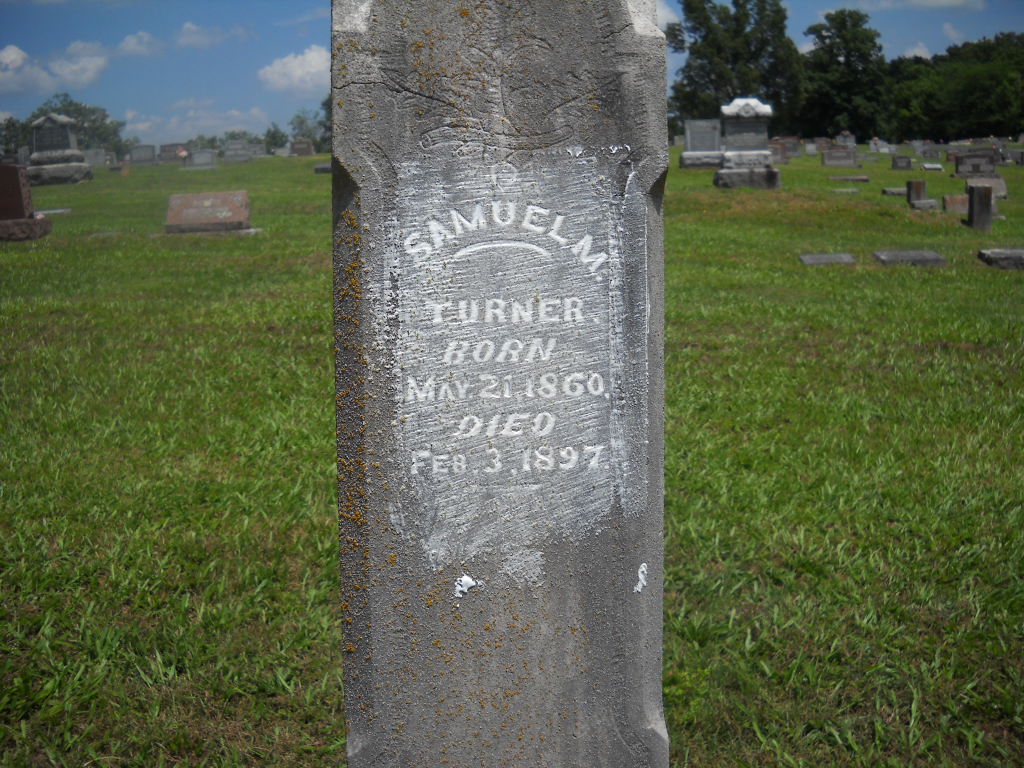 SAMUEL M.
TURNER.
BORN
MAY 21, 1860.
DIED
FEB. 3, 1897.